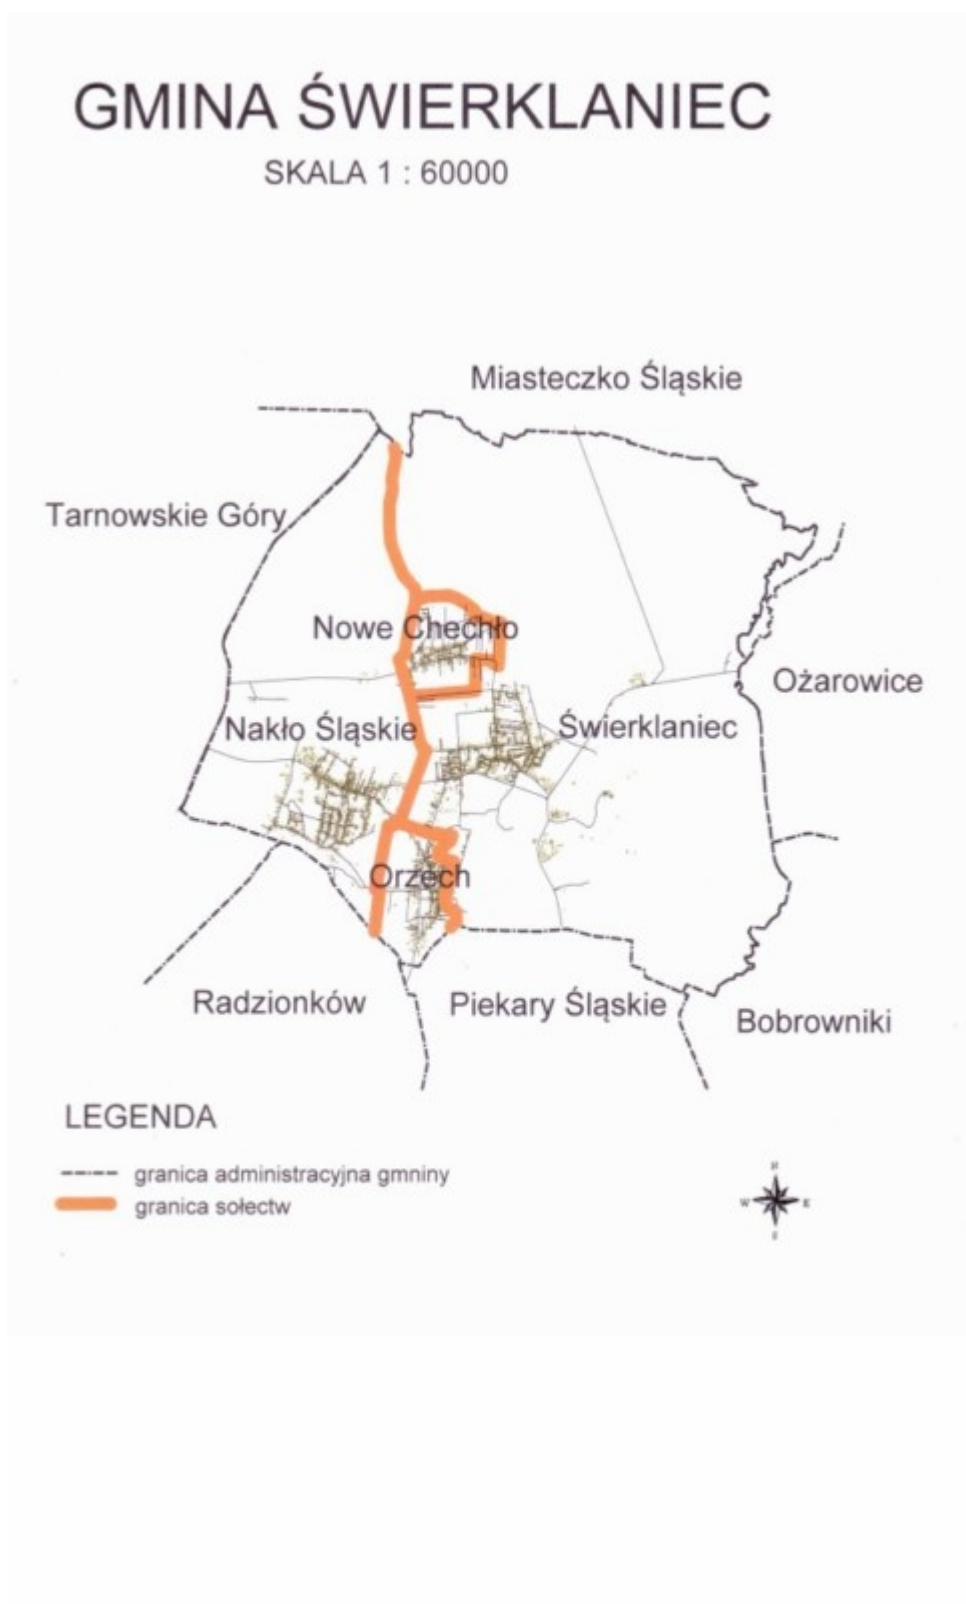 GMINA ŚWIERKLANIEC
SKALA 1 : 60000
Miasteczko Śląskie
Tarnowskie Góry
Nowe Chechło
Ożarowice
Nakło Śląskie
Świerklaniec
Orzech
Radzionków
Piekary Śląskie
Bobrowniki
LEGENDA
granica administracyjna gmniny
granica sołectw
N
W
E
S